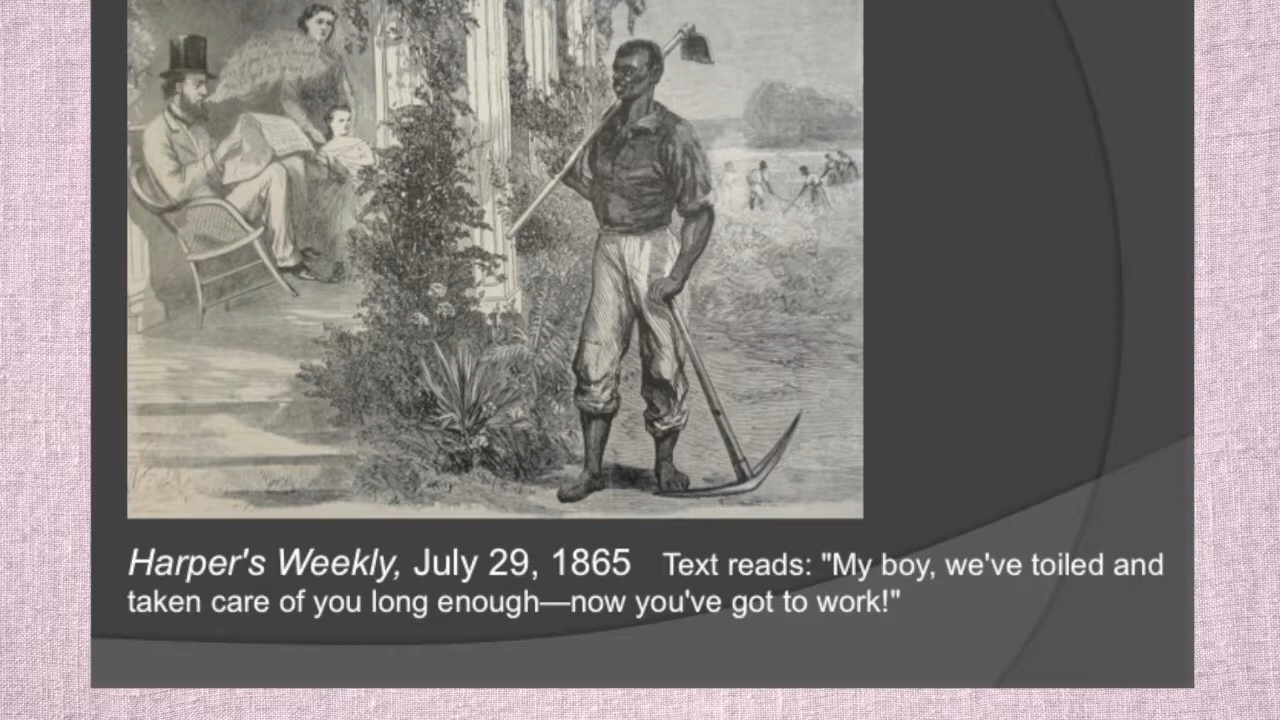 Harper's Weekly, July 29, 1865 Text reads: "My boy, we've toiled and
taken care of you long enough—now you've got to work!"